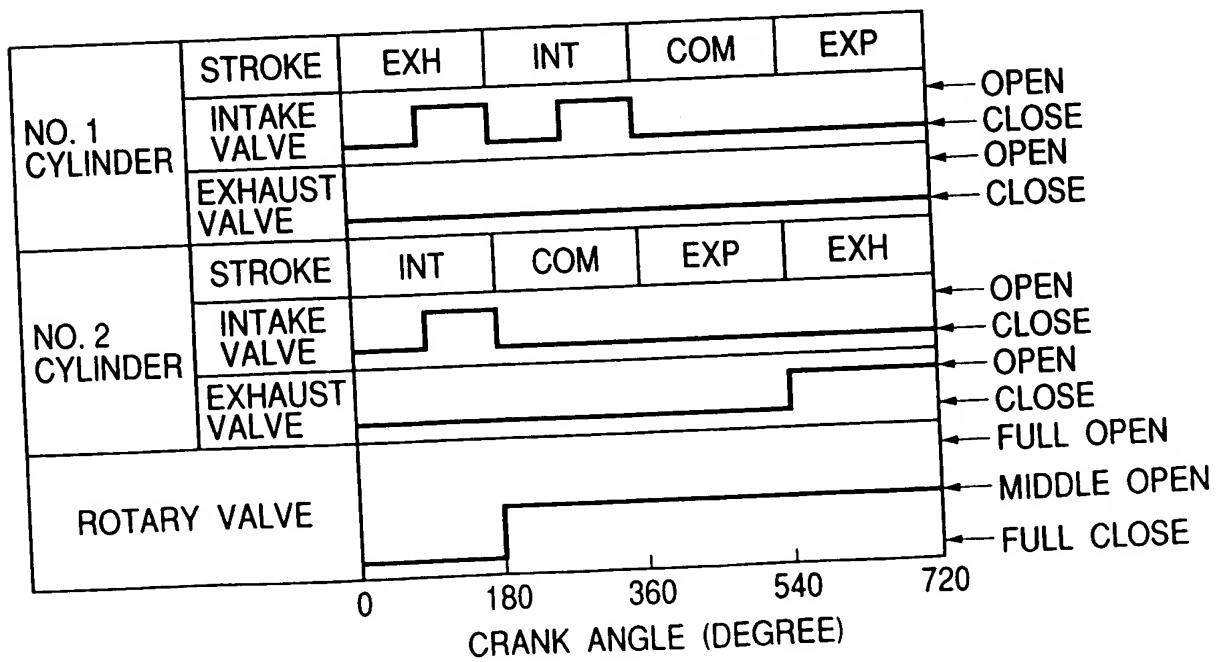 NO. 1
CYLINDER
STROKE EXH INT COM EXP
INTAKE
VALVE
OPEN
CLOSE
EXHAUST
VALVE
OPEN
CLOSE
NO. 2
CYLINDER
STROKE INT COM EXP EXH
INTAKE
VALVE
OPEN
CLOSE
EXHAUST
VALVE
OPEN
CLOSE
ROTARY VALVE
FULL OPEN
MIDDLE OPEN
FULL CLOSE
0 180 360 540 720
CRANK ANGLE (DEGREE)